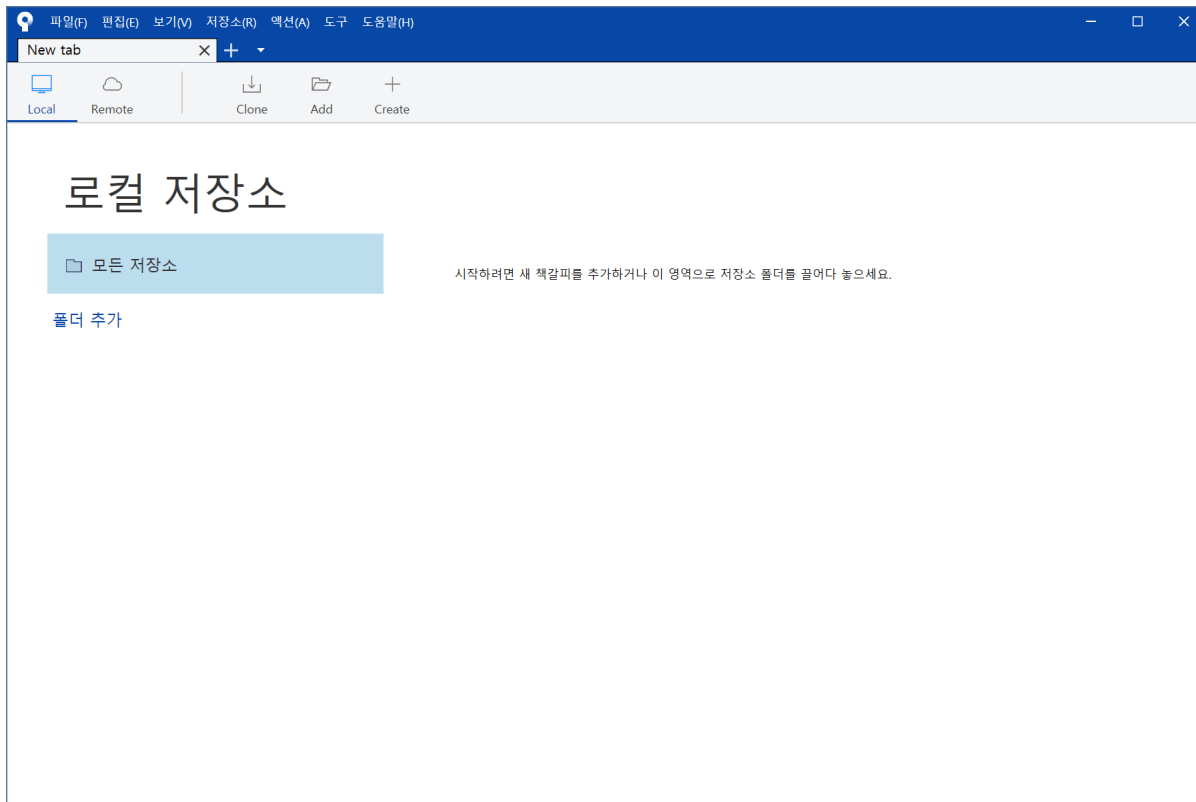 파일(F) 편집(E) 보기(V) 저장소(R) 액션(A) 도구 도움말(H)
New tab
Local Remote Clone Add Create
로컬 저장소
모든 저장소
시작하려면 새 책갈피를 추가하거나 이 영역으로 저장소 폴더를 끌어다 놓으세요.
폴더 추가